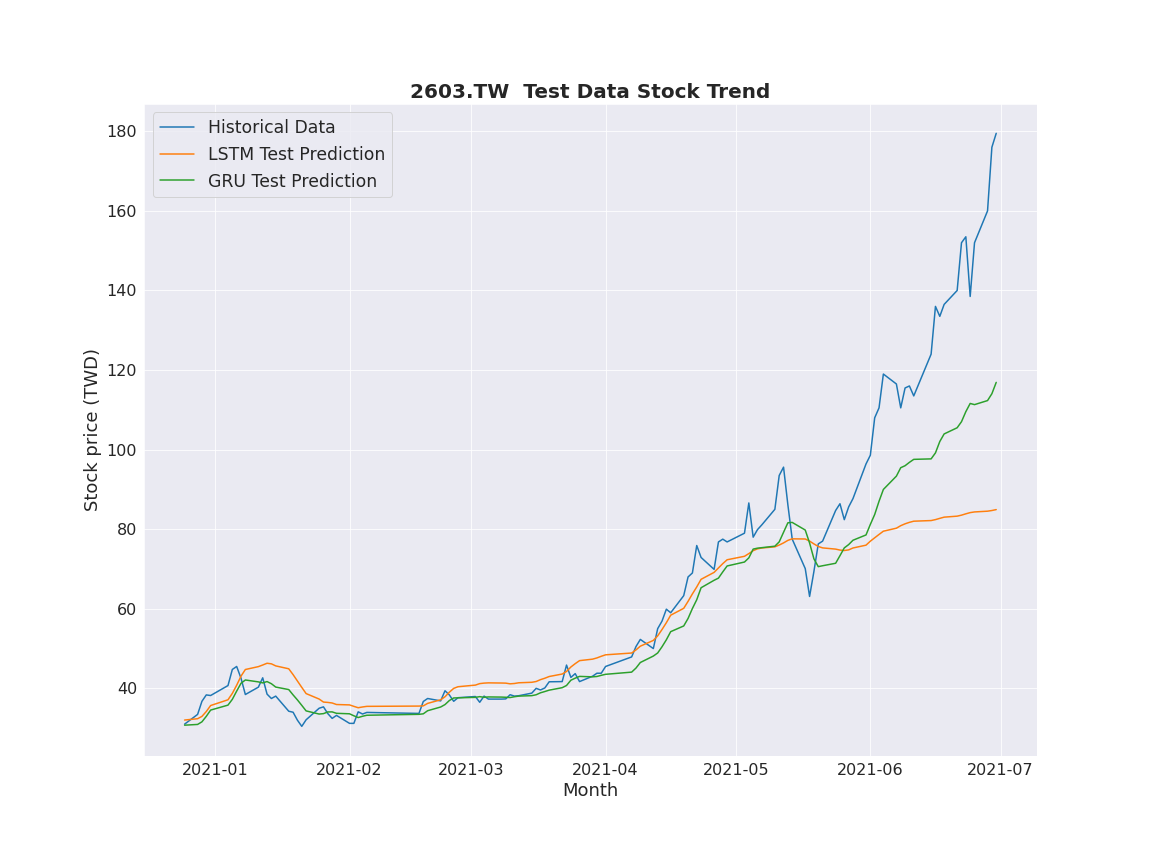 2603.TW  Test Data Stock Trend
Historical Data
LSTM Test Prediction
GRU Test Prediction
180
160
140
120
100
80
60
40
Stock price (TWD)
2021-01 2021-02 2021-03 2021-04 2021-05 2021-06 2021-07
Month